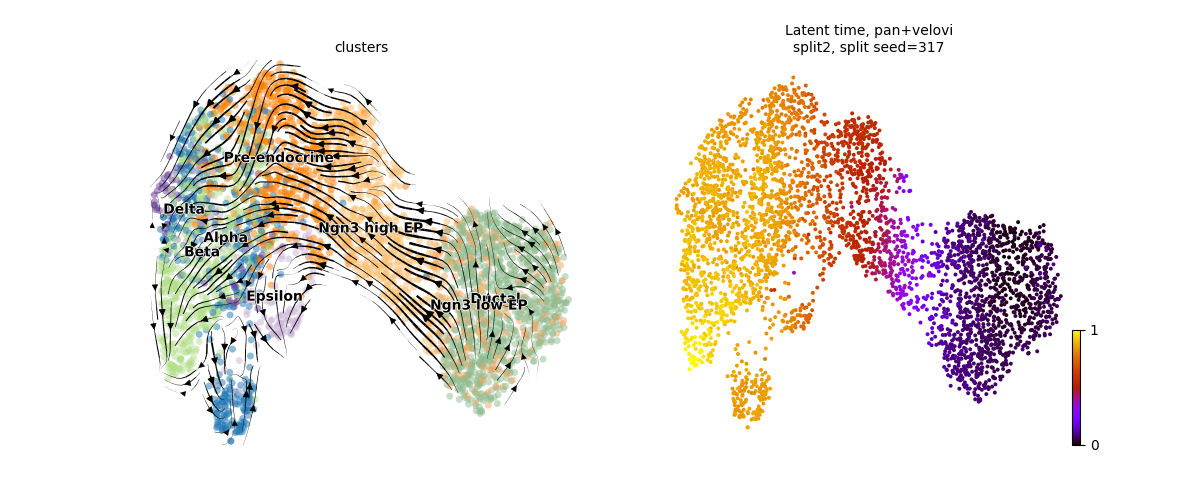 clusters
Pre-endocrine
Delta
Alpha
Beta
Ngn3 high EP
Epsilon
Ductal
Ngn3 low EP
Latent time, pan+velovi
split2, split seed=317
1
0